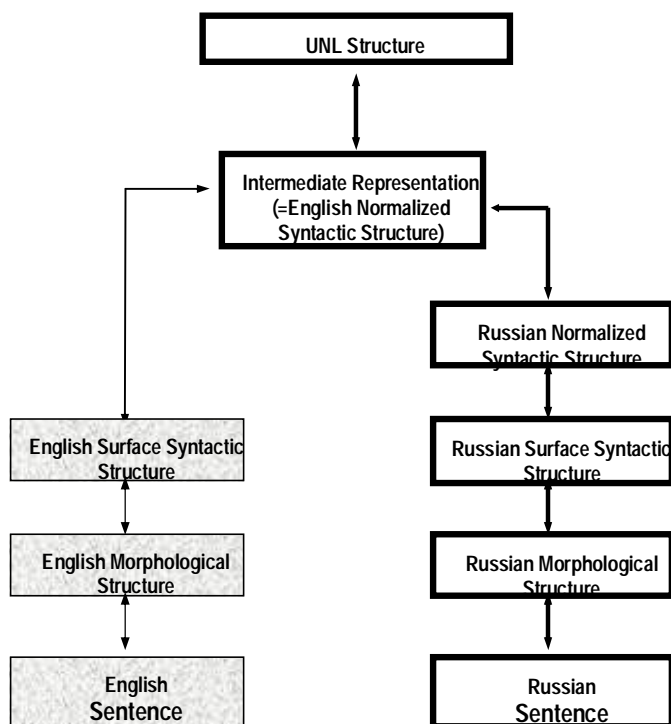 UNL Structure
Intermediate Representation
(=English Normalized
Syntactic Structure)
Russian Normalized
Syntactic Structure
English Surface Syntactic
Structure
Russian Surface Syntactic
Structure
English Morphological
Structure
Russian Morphological
Structure
English
Sentence
Russian
Sentence